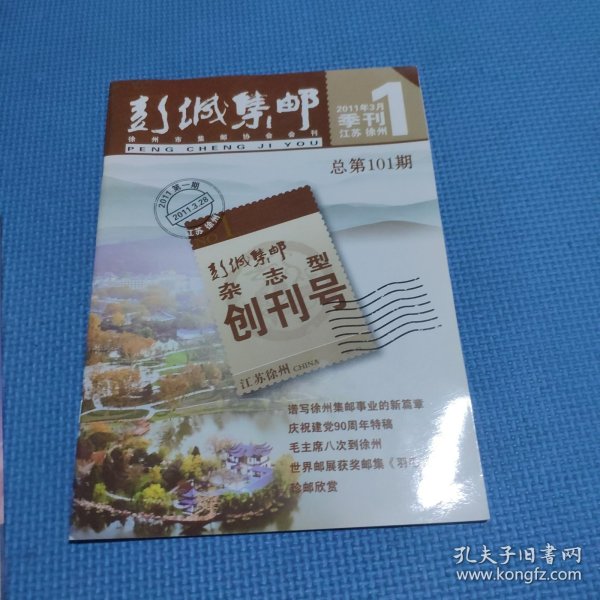 彭城集邮
徐州市集邮协会会刊
PENG CHENG JI YOU
2011年3月
季刊
江苏 徐州
1
总第101期
2011 第一期
2011.3.28
江苏 徐州
NO.1
彭城集邮
杂志型
创刊号
江苏徐州 CHINA
谱写徐州集邮事业的新篇章
庆祝建党90周年特稿
毛主席八次到徐州
世界邮展获奖邮集《羽毛
珍邮欣赏
孔夫子旧书网
www.kongfz.com